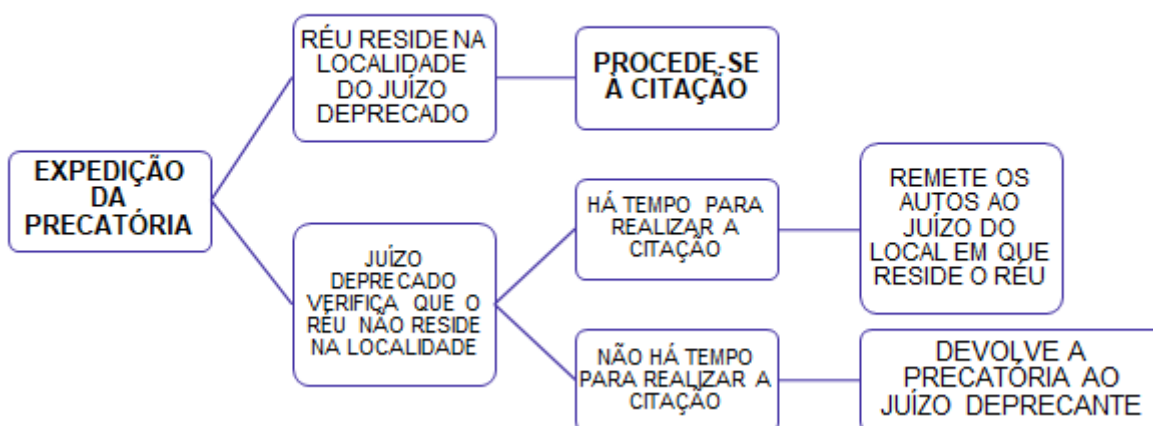 EXPEDIÇÃO
DA
PRECATÓRIA
RÉU RESIDE NA
LOCALIDADE
DO JUÍZO
DEPRECADO
PROCEDE-SE
À CITAÇÃO
JUÍZO
DEPRECADO
VERIFICA QUE O
RÉU NÃO RESIDE
NA LOCALIDADE
HÁ TEMPO PARA
REALIZAR A
CITAÇÃO
REMETE OS
AUTOS AO
JUÍZO DO
LOCAL EM QUE
RESIDE O RÉU
NÃO HÁ TEMPO
PARA REALIZAR A
CITAÇÃO
DEVOLVE A
PRECATÓRIA AO
JUÍZO DEPRECANTE